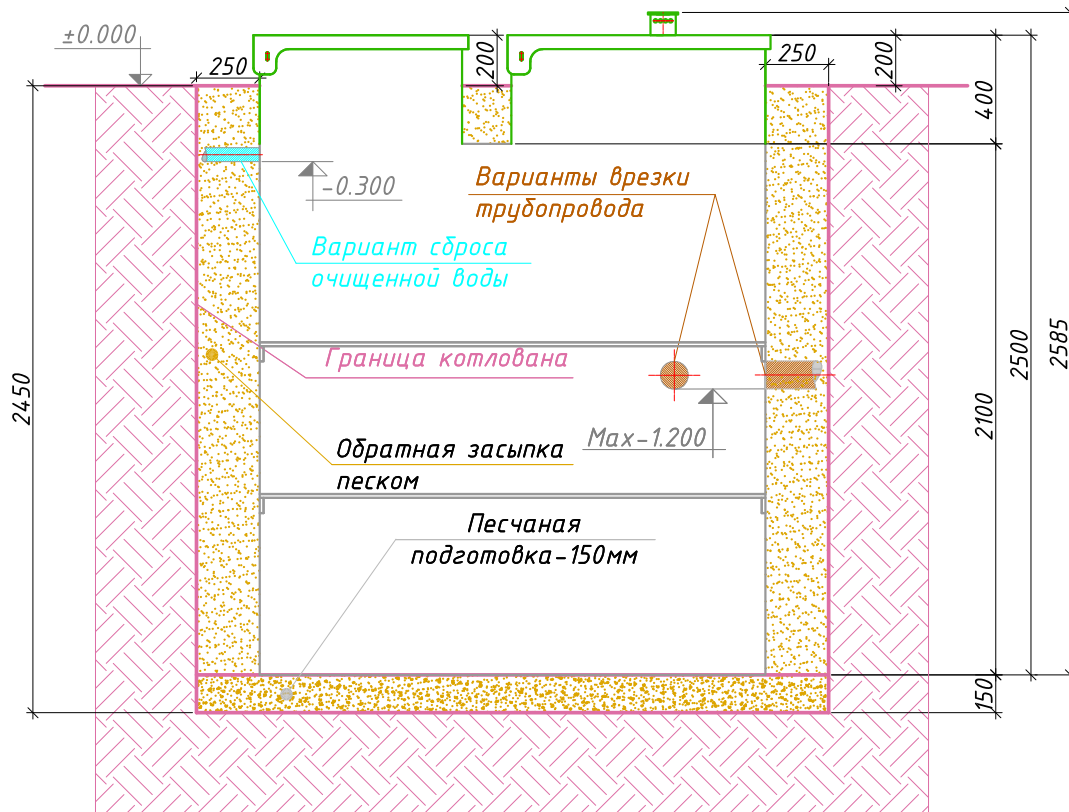 ±0.000
250
200
250
200
400
-0.300
Варианты врезки
трубопровода
Вариант сброса
очищенной воды
Граница котлована
2500
2585
2450
2100
Max-1.200
Обратная засыпка
песком
Песчаная
подготовка-150мм
150